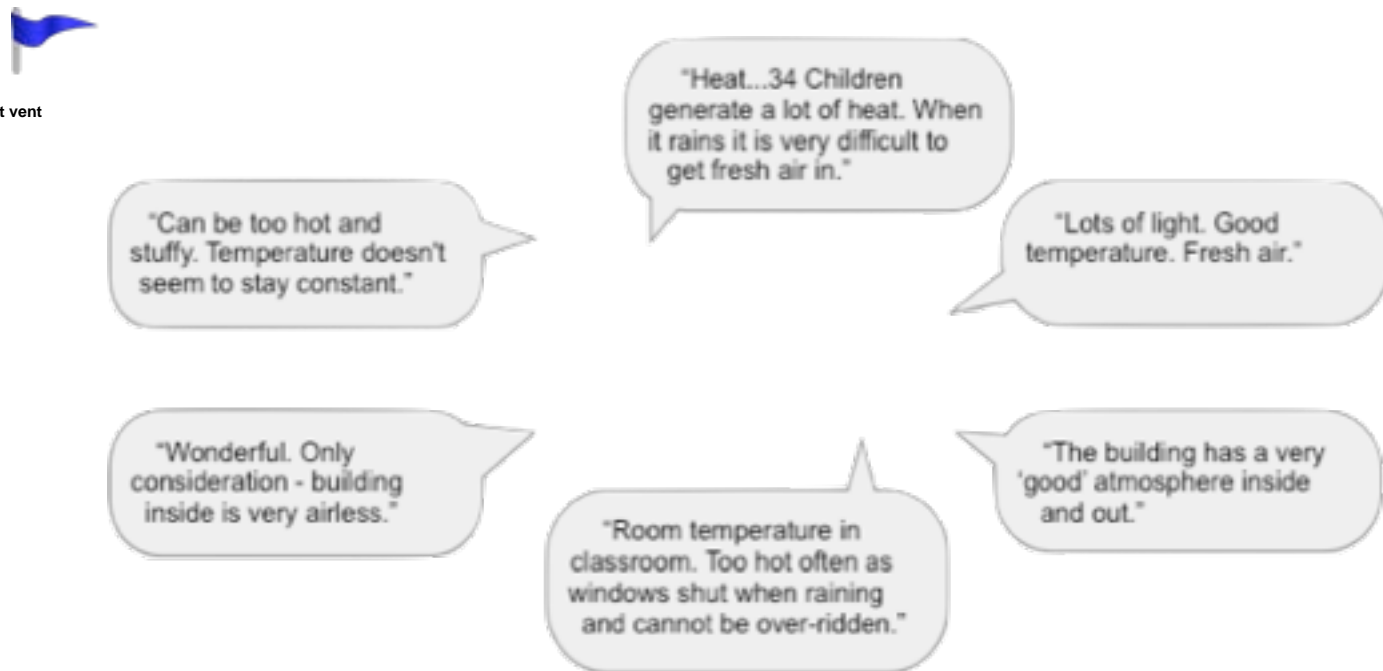 t vent
"Heat...34 Children
generate a lot of heat. When
it rains it is very difficult to
get fresh air in."
"Can be too hot and
stuffy. Temperature doesn't
seem to stay constant."
"Lots of light. Good
temperature. Fresh air."
"Wonderful. Only
consideration - building
inside is very airless."
"The building has a very
'good' atmosphere inside
and out."
"Room temperature in
classroom. Too hot often as
windows shut when raining
and cannot be over-ridden."